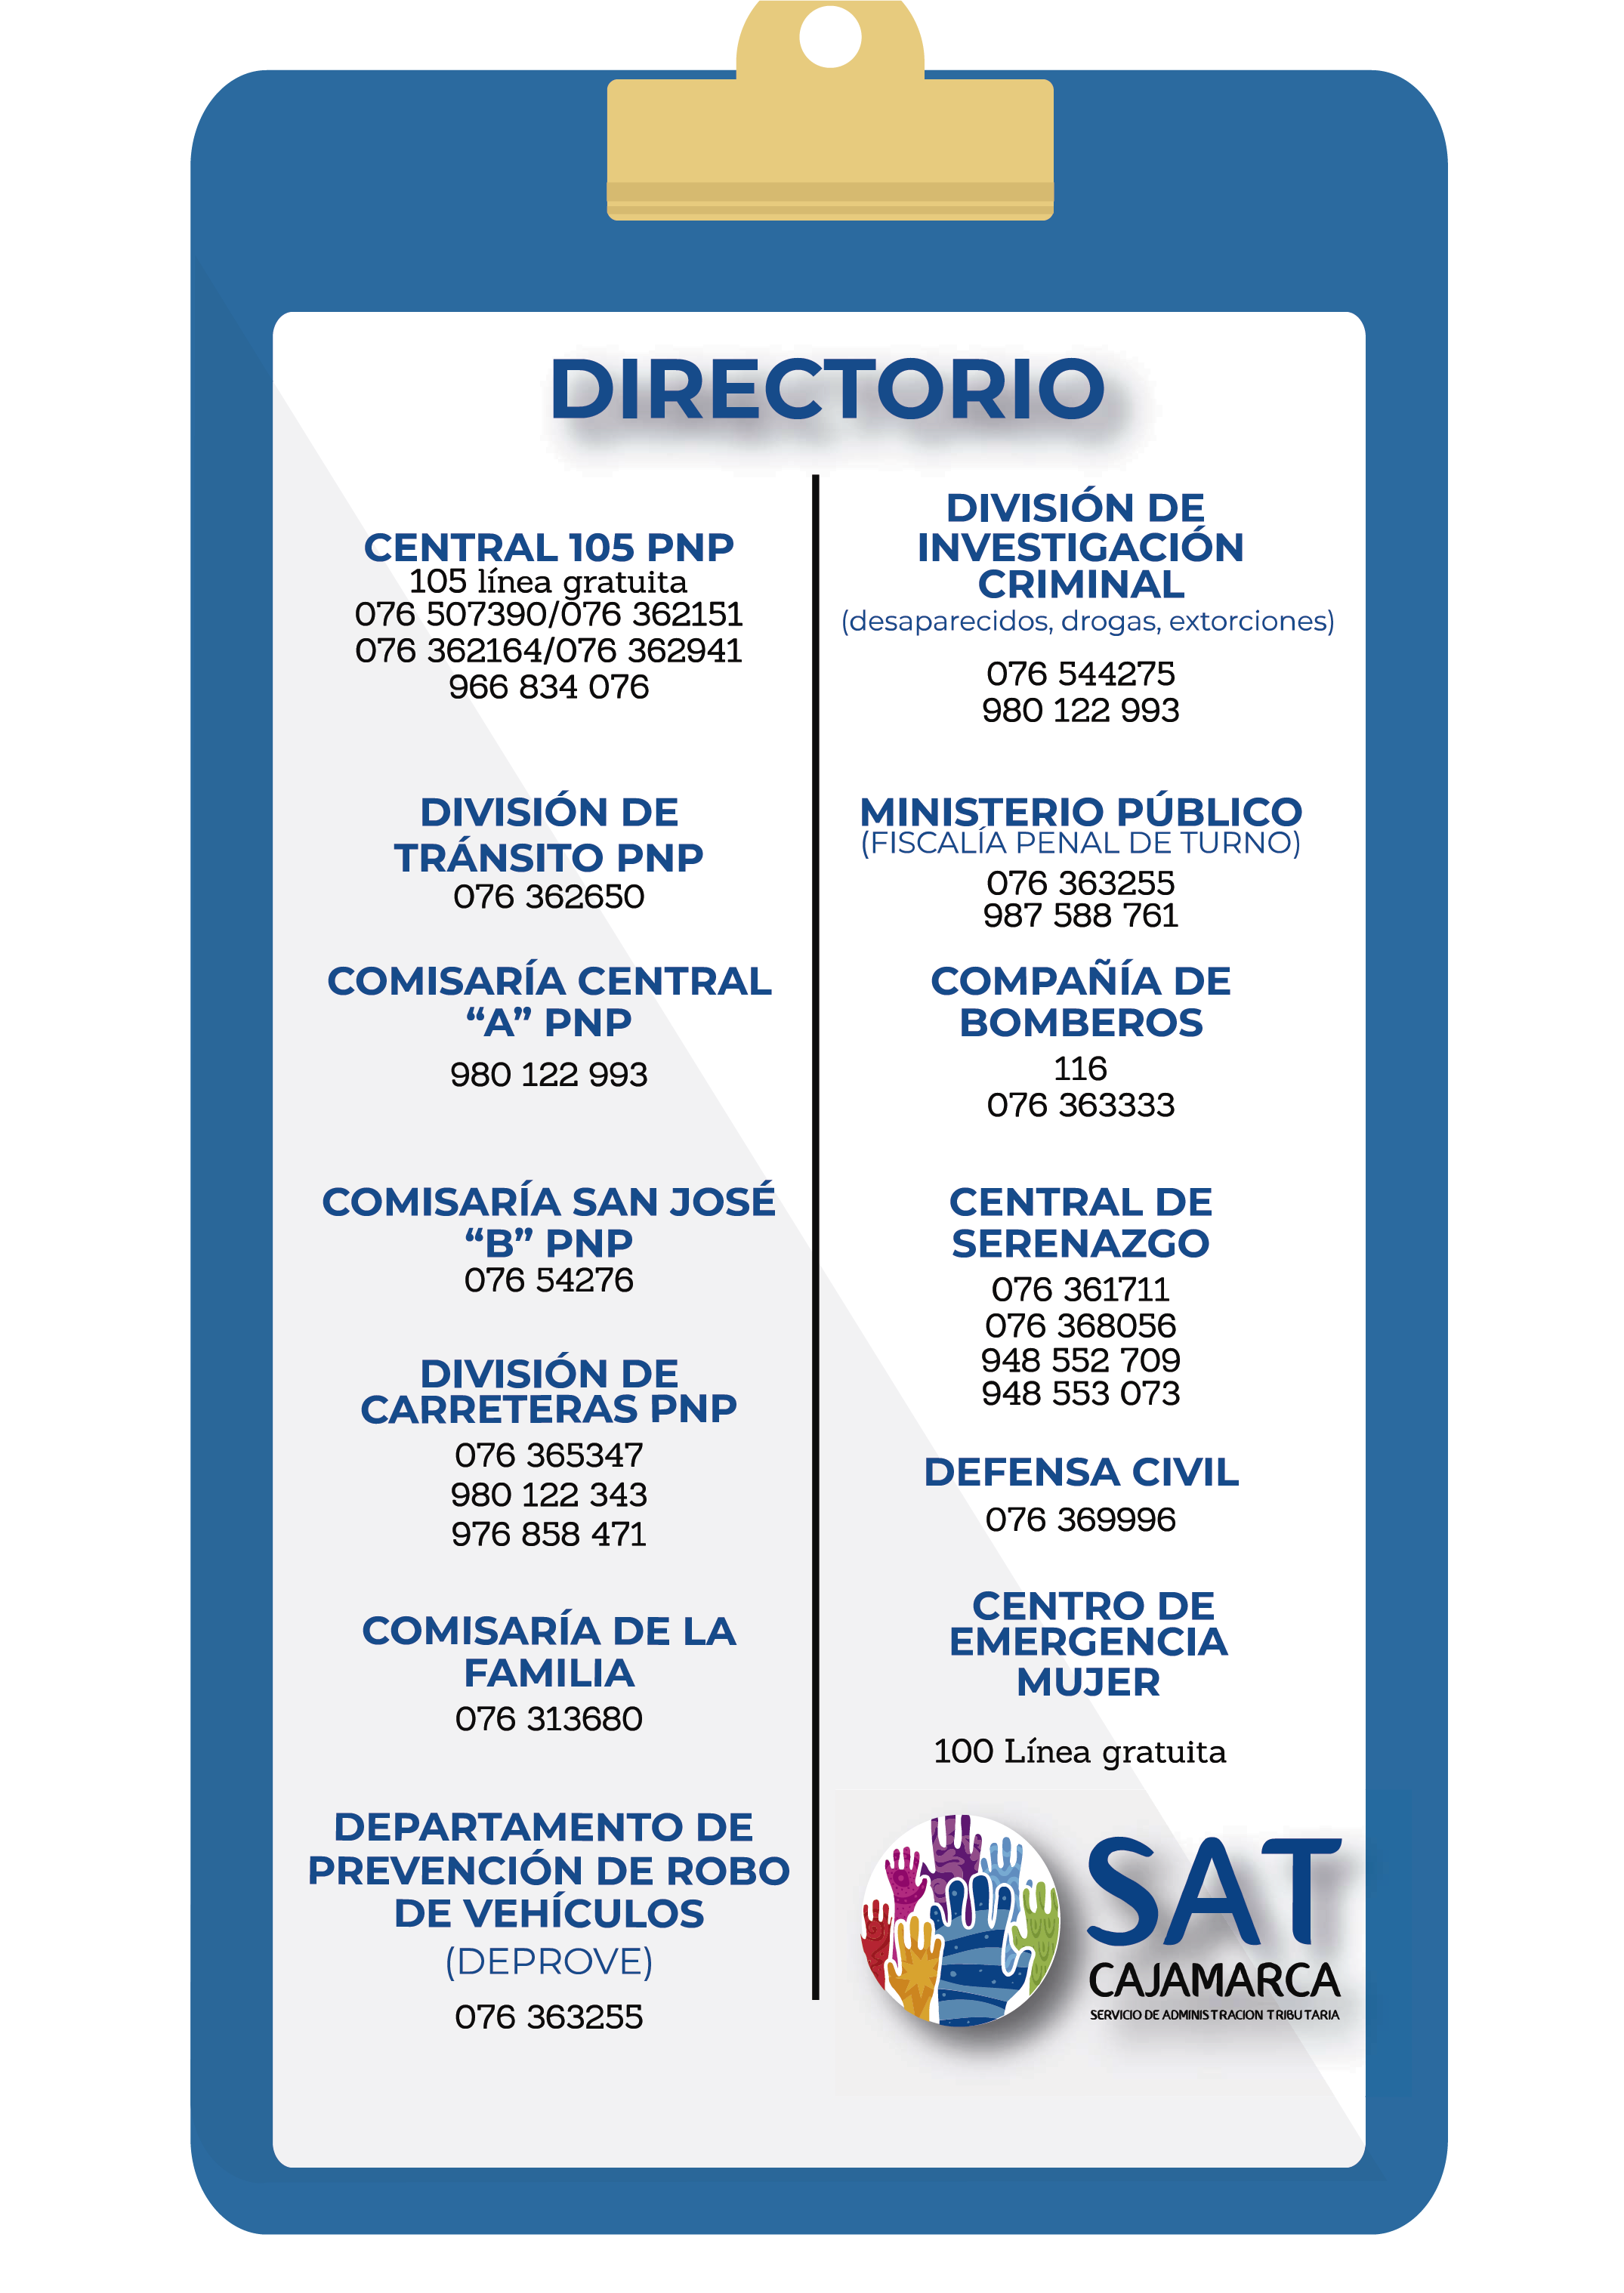 DIRECTORIO
CENTRAL 105 PNP
105 línea gratuita
076 507390/076 362151
076 362164/076 362941
966 834 076
DIVISIÓN DE
TRÁNSITO PNP
076 362650
COMISARÍA CENTRAL
“A” PNP
980 122 993
COMISARÍA SAN JOSÉ
“B” PNP
076 54276
DIVISIÓN DE
CARRETERAS PNP
076 365347
980 122 343
976 858 471
COMISARÍA DE LA
FAMILIA
076 313680
DEPARTAMENTO DE
PREVENCIÓN DE ROBO
DE VEHÍCULOS
(DEPROVE)
076 363255
DIVISIÓN DE
INVESTIGACIÓN
CRIMINAL
(desaparecidos, drogas, extorciones)
076 544275
980 122 993
MINISTERIO PÚBLICO
(FISCALÍA PENAL DE TURNO)
076 363255
987 588 761
COMPAÑÍA DE
BOMBEROS
116
076 363333
CENTRAL DE
SERENAZGO
076 361711
076 368056
948 552 709
948 553 073
DEFENSA CIVIL
076 369996
CENTRO DE
EMERGENCIA
MUJER
100 Línea gratuita
SAT
CAJAMARCA
SERVICIO DE ADMINISTRACION TRIBUTARIA